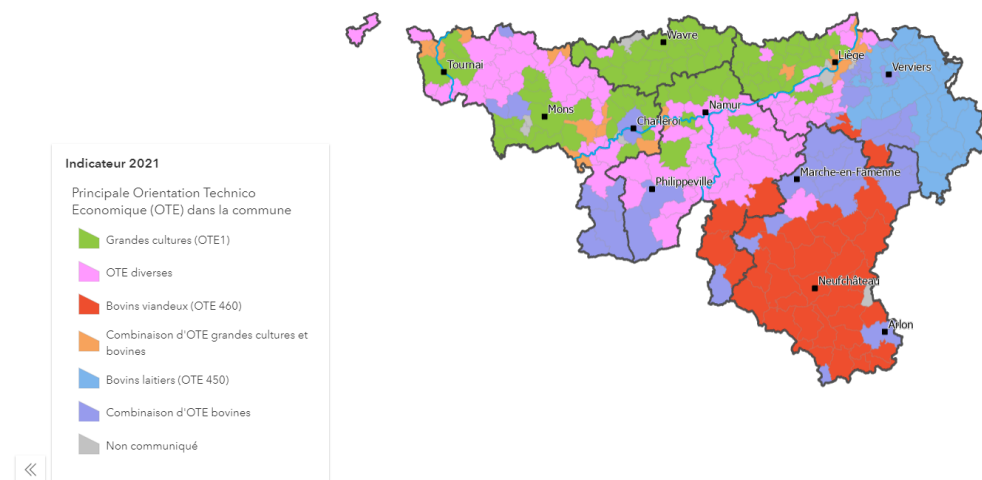 Wavre
Liège
Tournai
Verviers
Namur
Mons
Charleroi
Indicateur 2021
Marche-en-Famenne
Principale Orientation Technico
Economique (OTE) dans la commune
Philippeville
Grandes cultures (OTE1)
OTE diverses
Bovins viandeux (OTE 460)
Neufchâteau
Combinaison d'OTE grandes cultures et
bovines
Arlon
Bovins laitiers (OTE 450)
Combinaison d'OTE bovines
Non communiqué